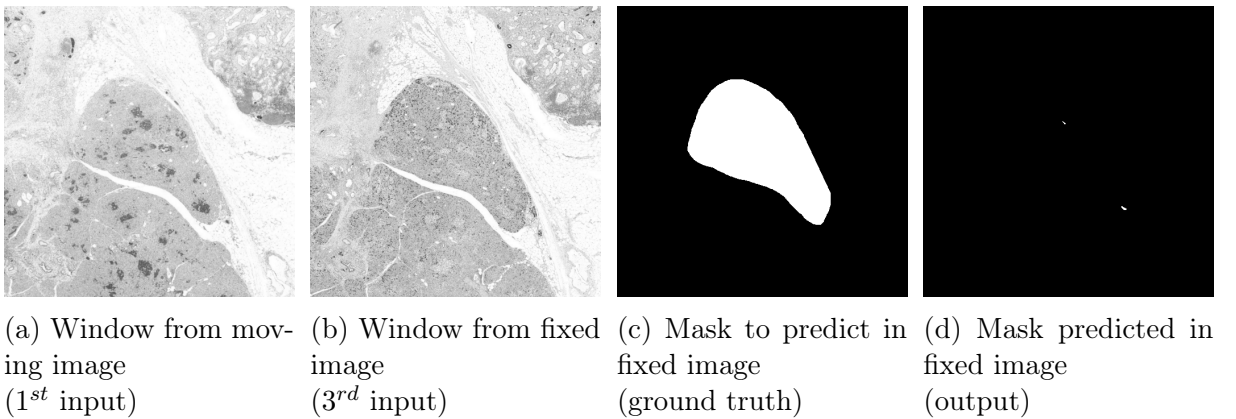 (a) Window from mov-
ing image
(1st input)
(b) Window from fixed
image
(3rd input)
(c) Mask to predict in
fixed image
(ground truth)
(d) Mask predicted in
fixed image
(output)